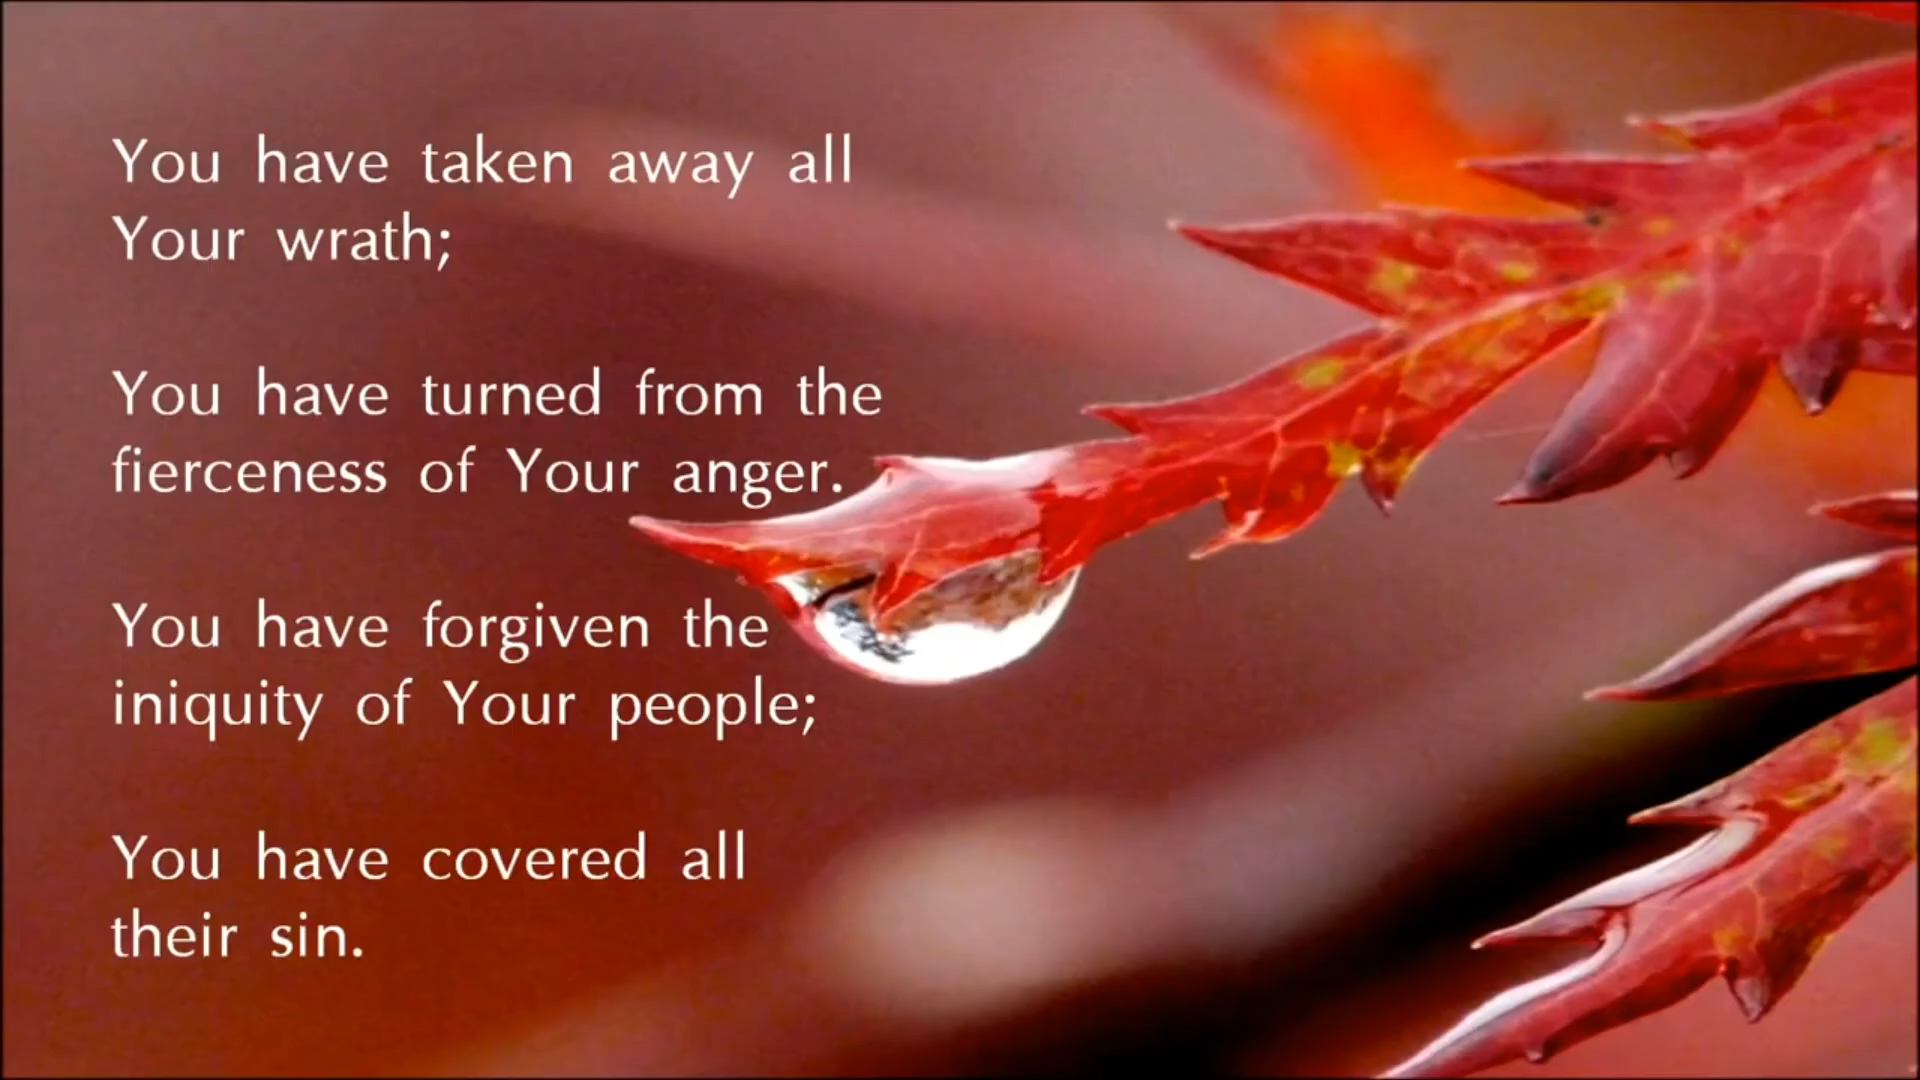 You have taken away all
Your wrath;
You have turned from the
fierceness of Your anger.
You have forgiven the
iniquity of Your people;
You have covered all
their sin.